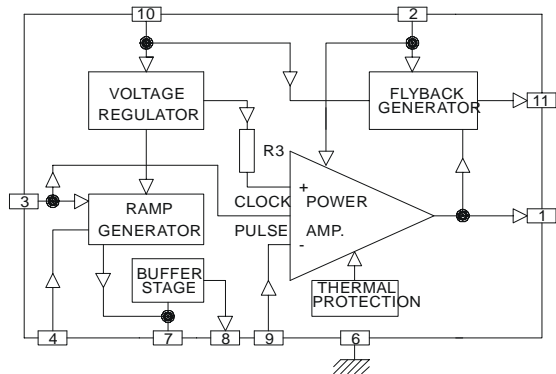 10
2
VOLTAGE
REGULATOR
FLYBACK
GENERATOR
11
R3
3
RAMP
GENERATOR
CLOCK
PULSE
+
POWER
AMP.
-
1
BUFFER
STAGE
THERMAL
PROTECTION
4
7
8
9
6